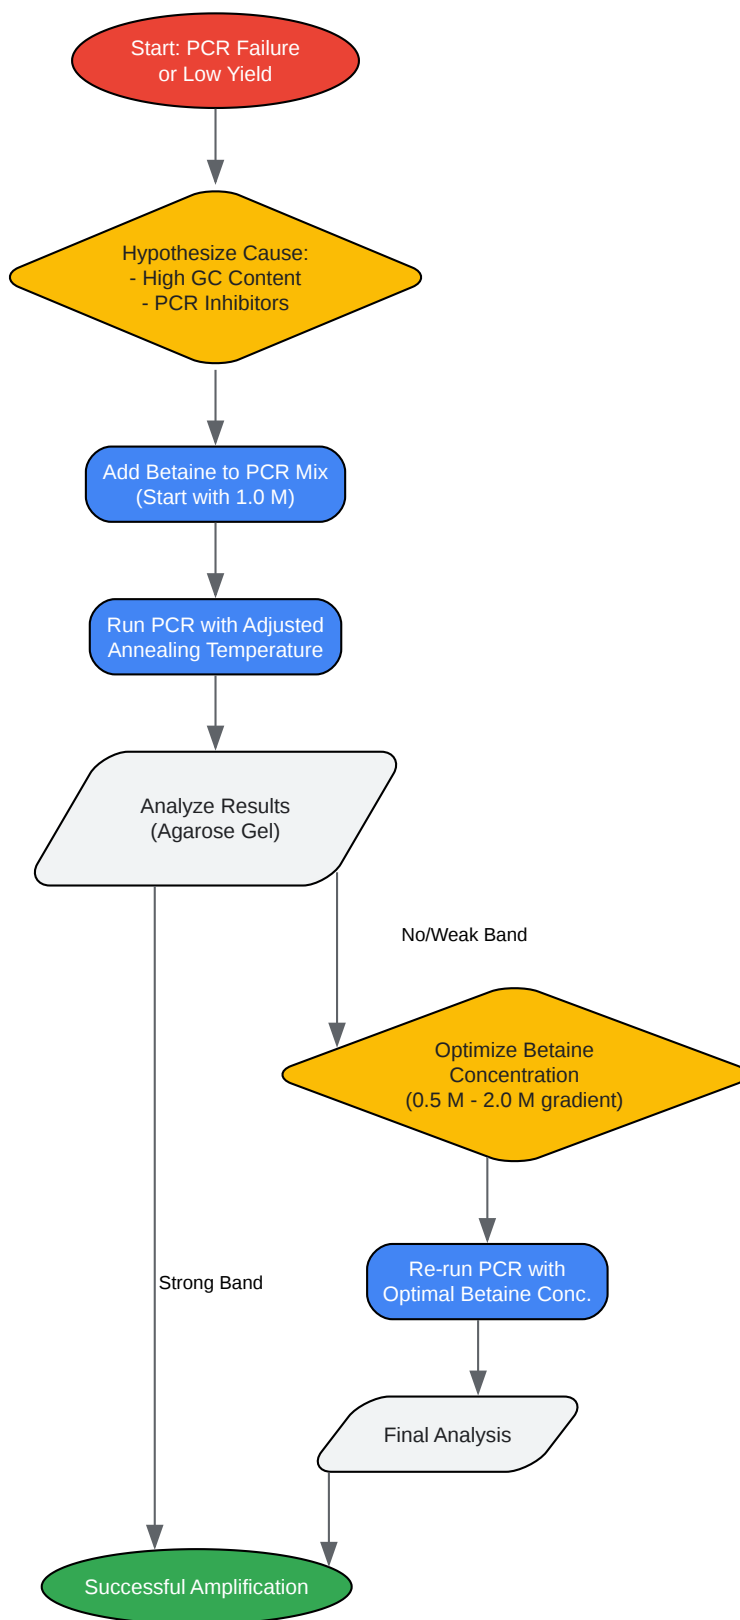 Start: PCR Failure
or Low Yield
Hypothesize Cause:
- High GC Content
- PCR Inhibitors
Add Betaine to PCR Mix
(Start with 1.0 M)
Run PCR with Adjusted
Annealing Temperature
Analyze Results
(Agarose Gel)
No/Weak Band
Optimize Betaine
Concentration
(0.5 M - 2.0 M gradient)
Strong Band
Re-run PCR with
Optimal Betaine Conc.
Final Analysis
Successful Amplification